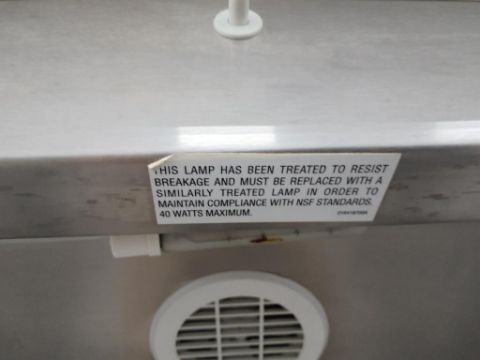 THIS LAMP HAS BEEN TREATED TO RESIST
BREAKAGE AND MUST BE REPLACED WITH A
SIMILARLY TREATED LAMP IN ORDER TO
MAINTAIN COMPLIANCE WITH NSF STANDARDS.
40 WATTS MAXIMUM.